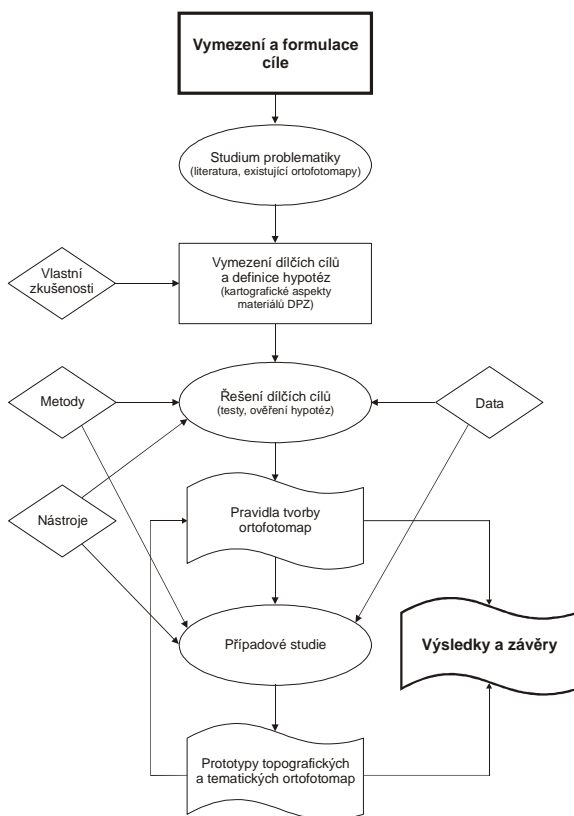 Vymezení a formulace
cíle
Studium problematiky
(literatura, existující ortofotomapy)
Vymezení dílčích cílů
a definice hypotéz
(kartografické aspekty
materiálů DPZ)
Vlastní
zkušenosti
Metody
Řešení dílčích cílů
(testy, ověření hypotéz)
Data
Nástroje
Pravidla tvorby
ortofotomap
Případové studie
Výsledky a závěry
Prototypy topografických
a tematických ortofotomap